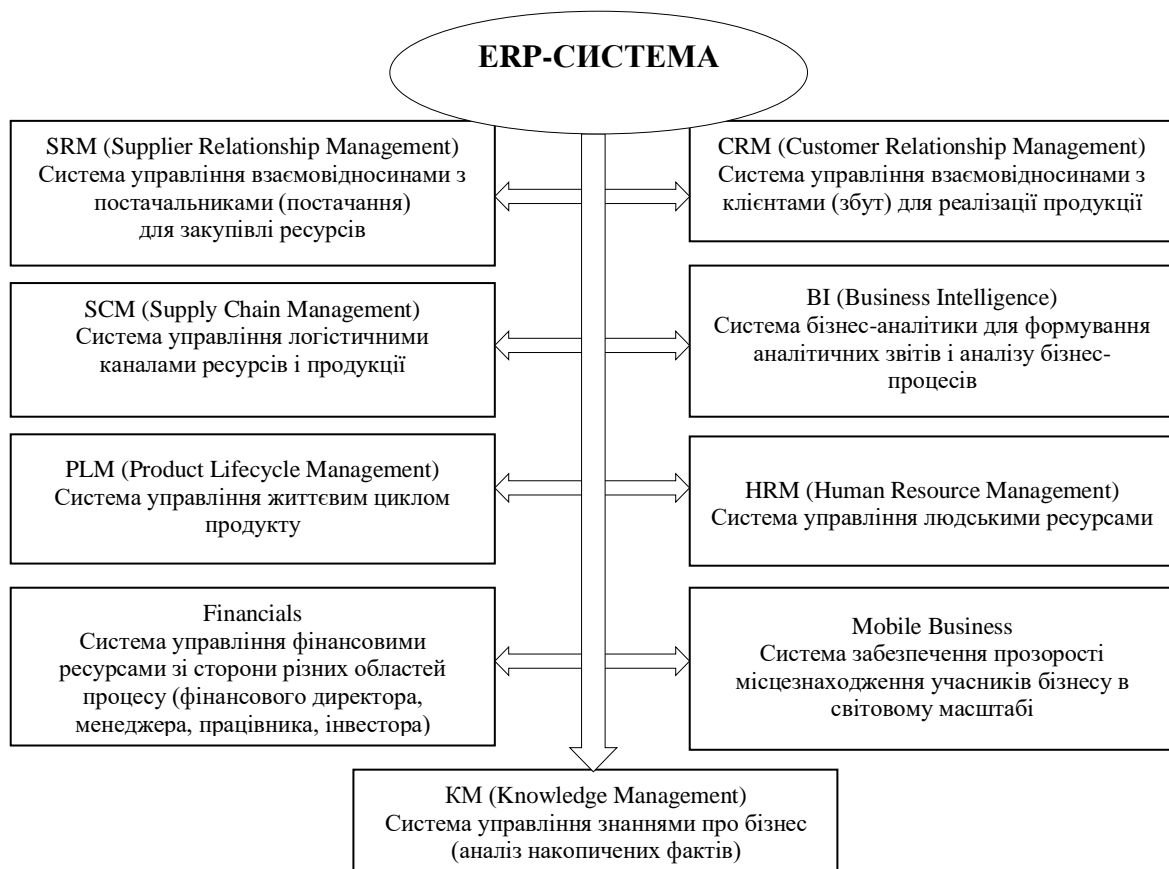 ERP-СИСТЕМА
SRM (Supplier Relationship Management)
Система управління взаємовідносинами з
постачальниками (постачання)
для закупівлі ресурсів
CRM (Customer Relationship Management)
Система управління взаємовідносинами з
клієнтами (збут) для реалізації продукції
SCM (Supply Chain Management)
Система управління логістичними
каналами ресурсів і продукції
BI (Business Intelligence)
Система бізнес-аналітики для формування
аналітичних звітів і аналізу бізнес-
процесів
PLM (Product Lifecycle Management)
Система управління життєвим циклом
продукту
HRM (Human Resource Management)
Система управління людськими ресурсами
Financials
Система управління фінансовими
ресурсами зі сторони різних областей
процесу (фінансового директора,
менеджера, працівника, інвестора)
Mobile Business
Система забезпечення прозорості
місцезнаходження учасників бізнесу в
світовому масштабі
KM (Knowledge Management)
Система управління знаннями про бізнес
(аналіз накопичених фактів)